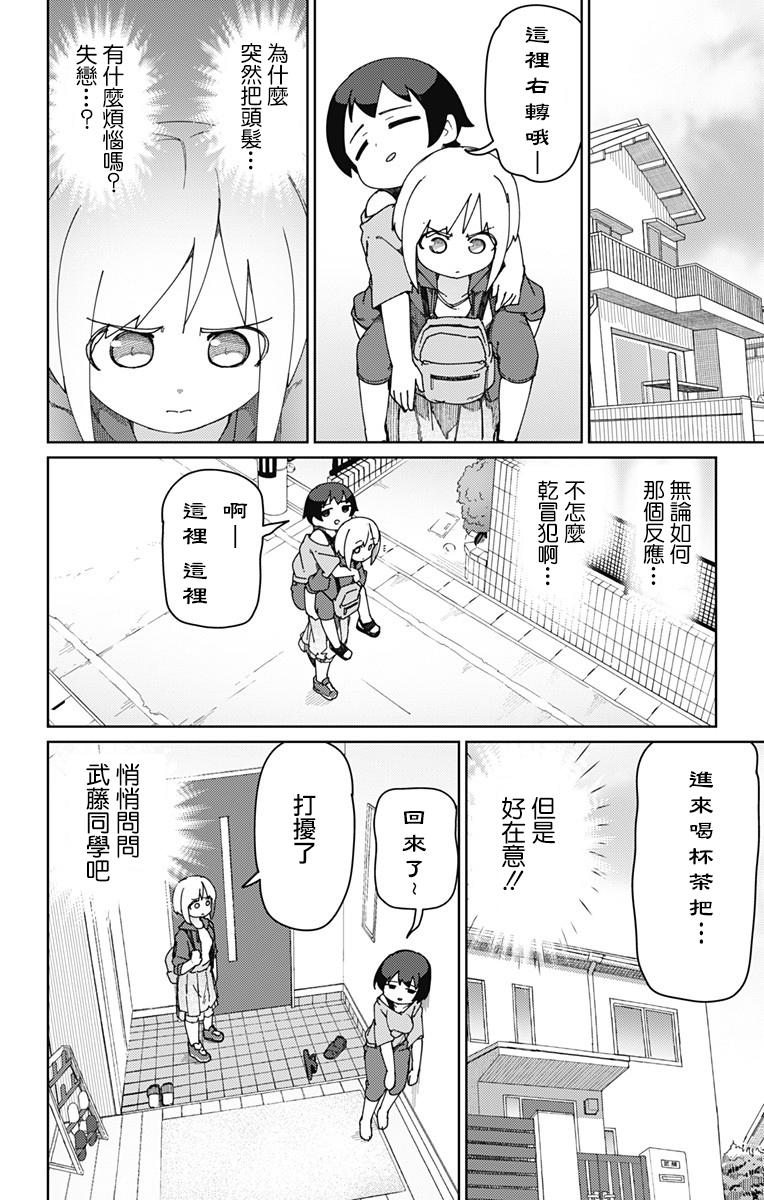 這裡右轉哦—
為什麼
突然把頭髮…
有什麼煩惱嗎?
失戀…?
無論如何
那個反應…
不怎麼
乾冒犯啊…
啊—
這裡 這裡
進來喝杯茶把…
但是
好在意!!
回來了~
打擾了
悄悄問問
武藤同學吧